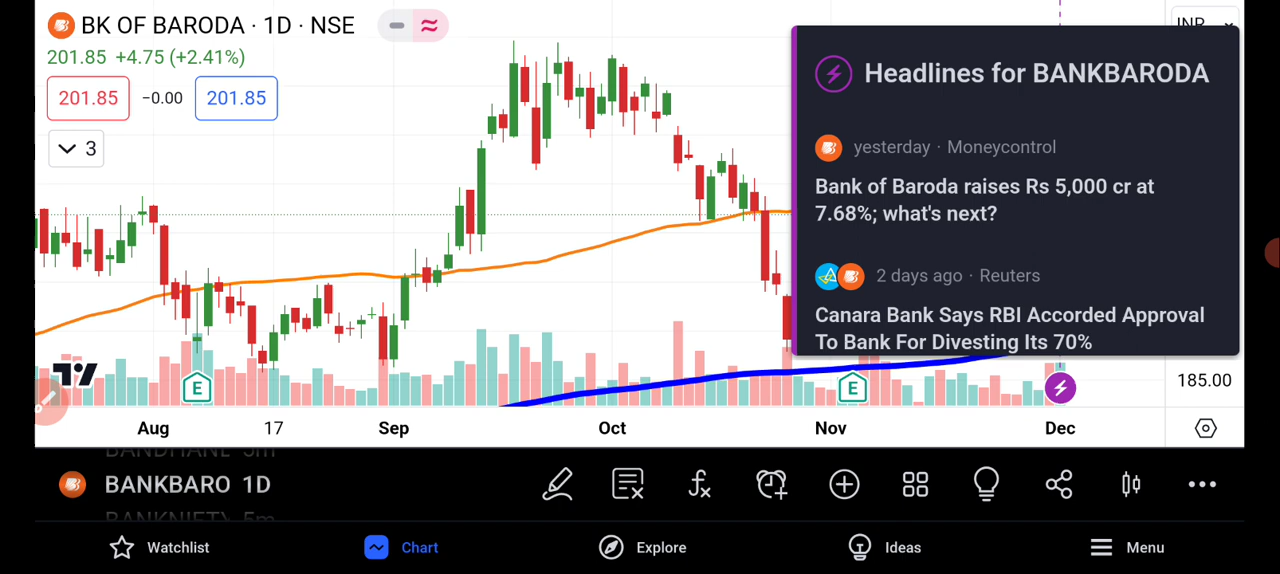 BK OF BARODA · 1D · NSE
201.85 +4.75 (+2.41%)
201.85 −0.00 201.85
3
INR
Headlines for BANKBARODA
yesterday · Moneycontrol
Bank of Baroda raises Rs 5,000 cr at
7.68%; what's next?
2 days ago · Reuters
Canara Bank Says RBI Accorded Approval
To Bank For Divesting Its 70%
E
E
185.00
Aug 17 Sep Oct Nov Dec
BANKBARO 1D
BANKNIFTY 5m
Watchlist
Chart
Explore
Ideas
Menu